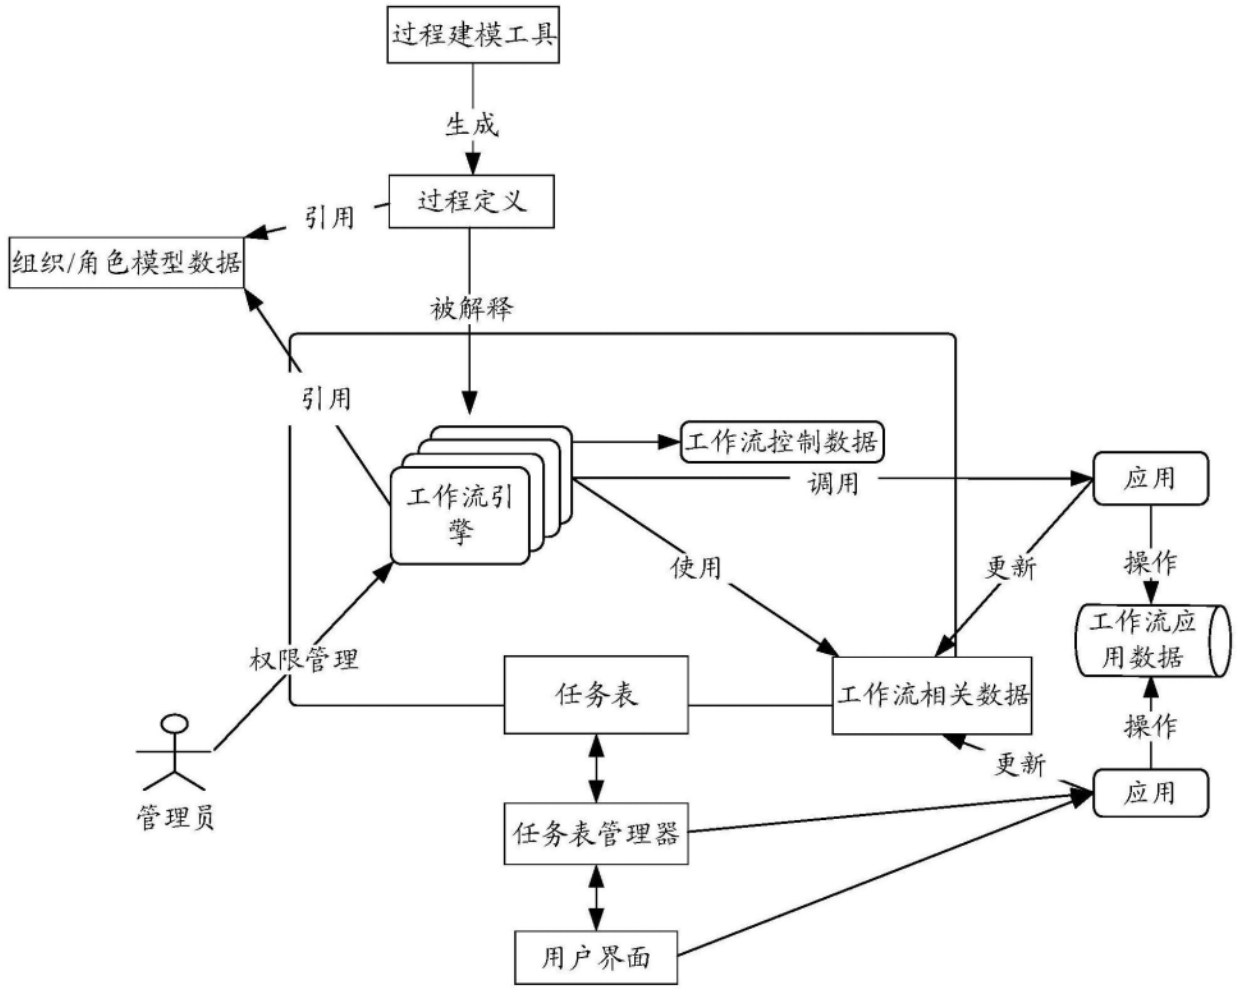 过程建模工具
生成
过程定义
引用
组织/角色模型数据
被解释
引用
工作流控制数据
工作流引
擎
调用
应用
使用
更新
操作
工作流应
用数据
权限管理
任务表
工作流相关数据
操作
更新
应用
管理员
任务表管理器
用户界面